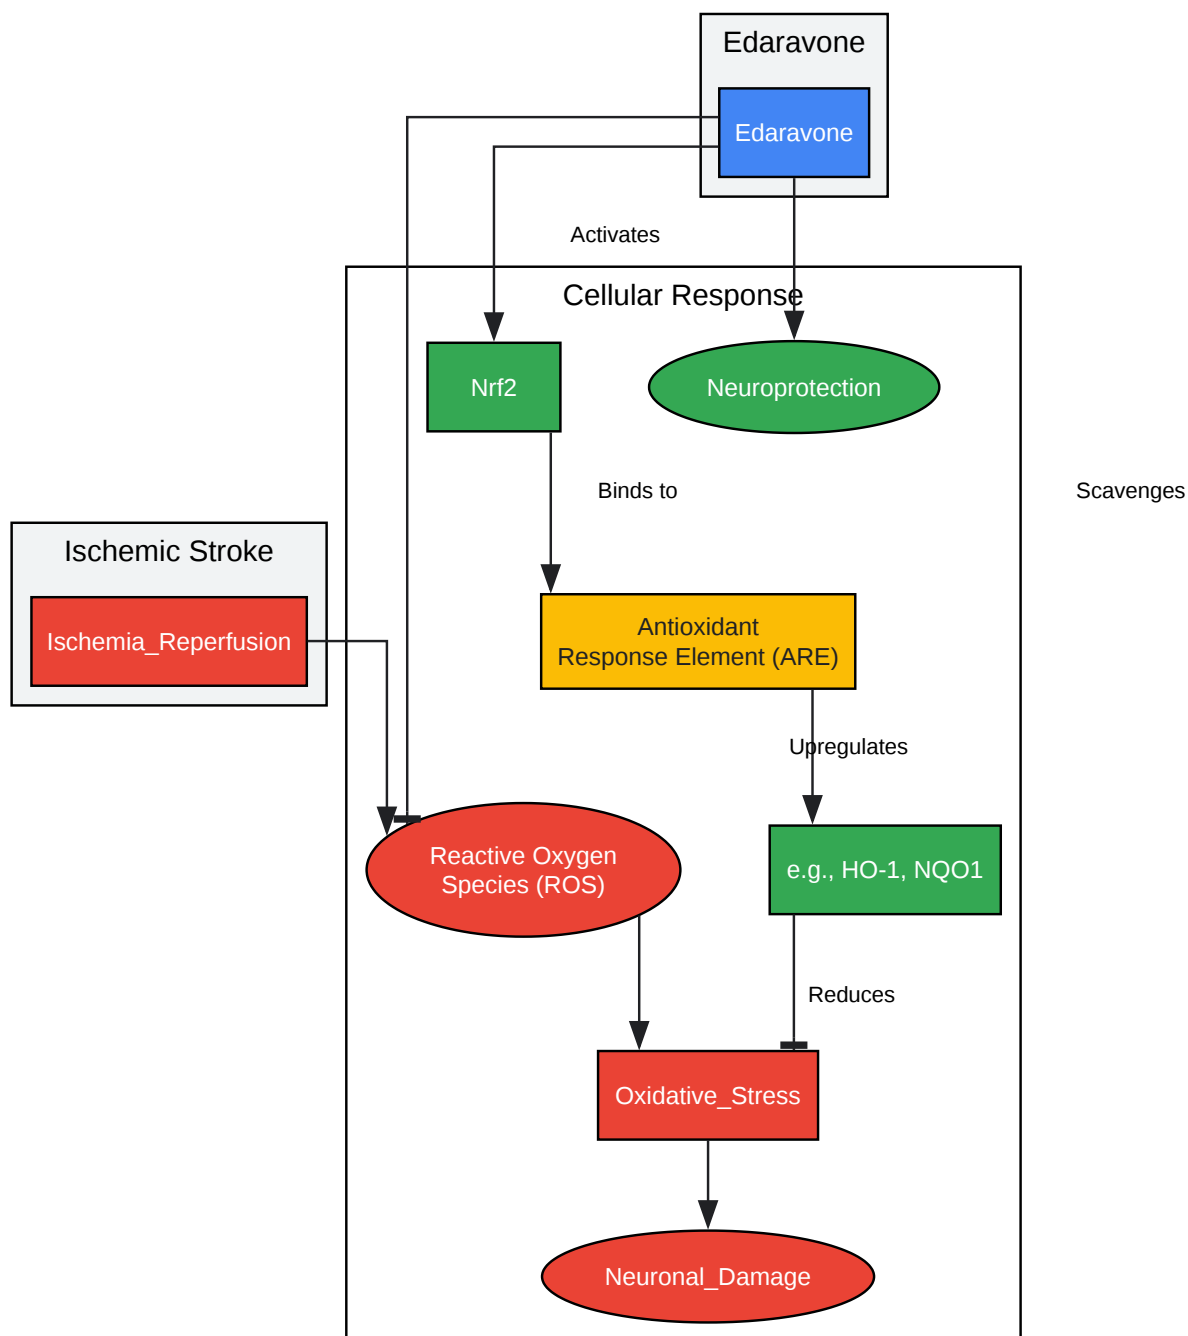 Edaravone
Edaravone
Activates
Cellular Response
Nrf2
Neuroprotection
Binds to
Scavenges
Ischemic Stroke
Ischemia_Reperfusion
Antioxidant
Response Element (ARE)
Upregulates
Reactive Oxygen
Species (ROS)
e.g., HO-1, NQO1
Reduces
Oxidative_Stress
Neuronal_Damage